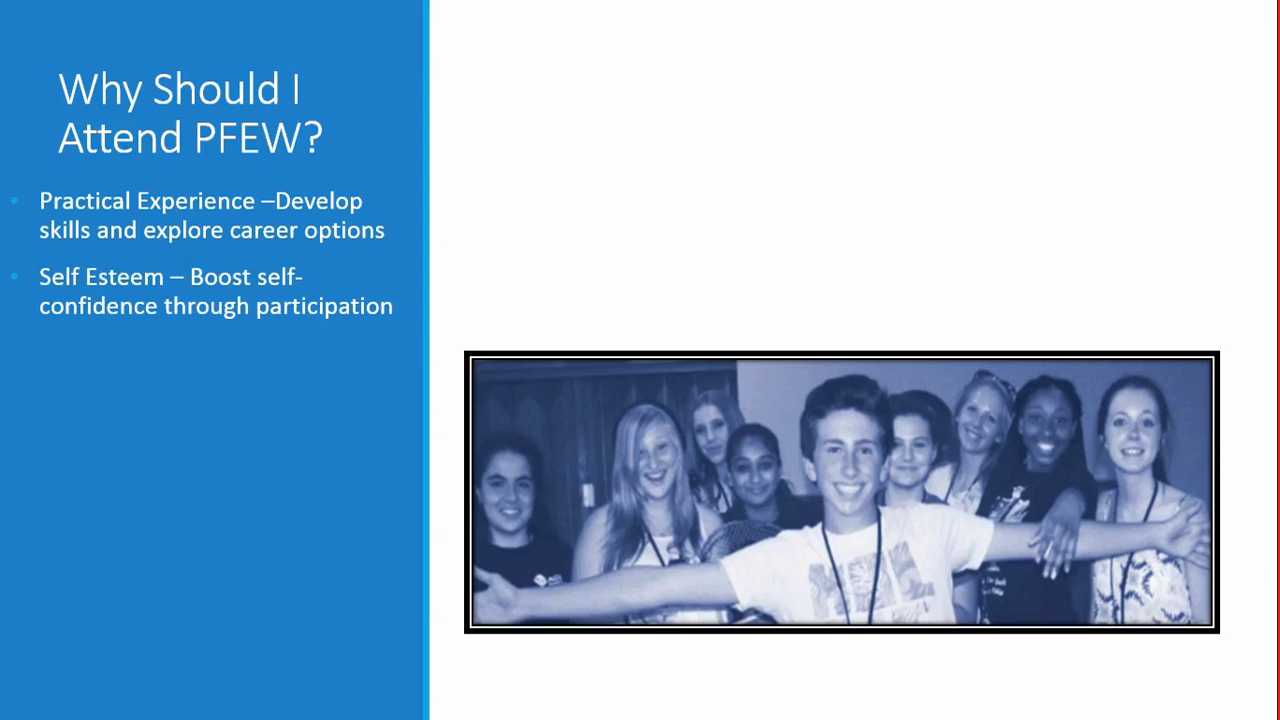 Why Should I
Attend PFEW?
• Practical Experience –Develop
skills and explore career options
• Self Esteem – Boost self-
confidence through participation